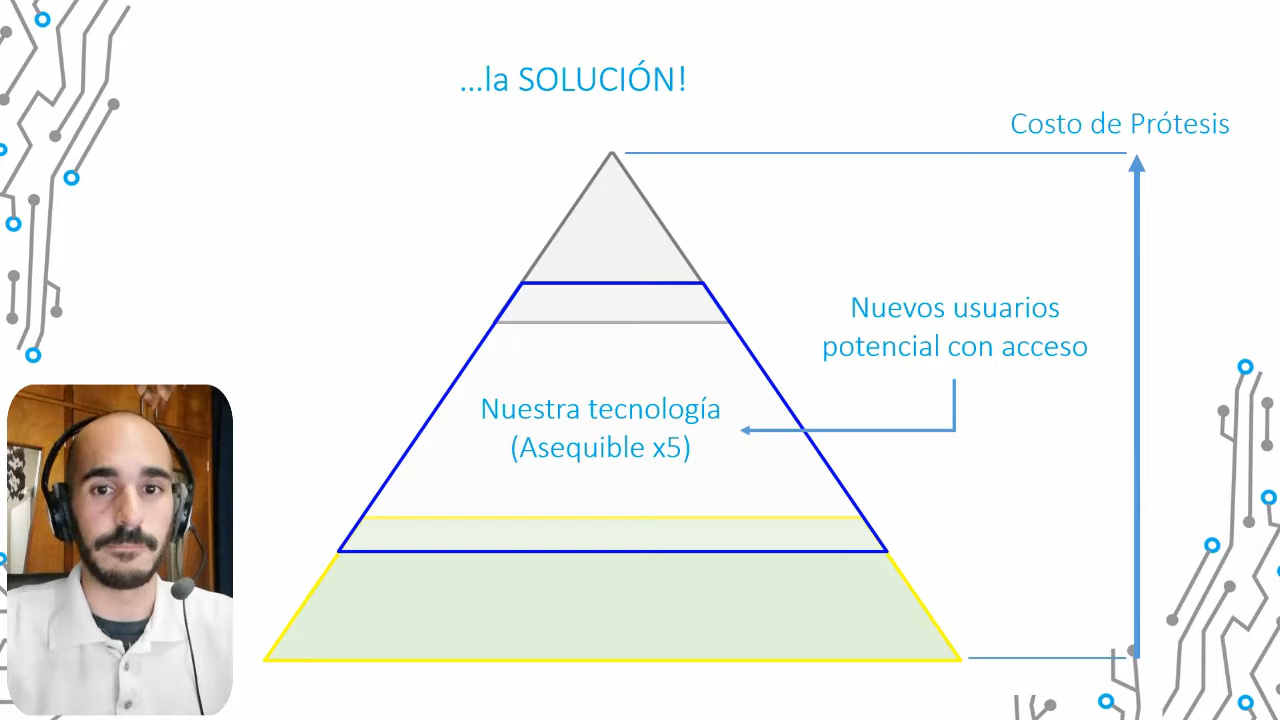 ...la SOLUCIÓN!
Costo de Prótesis
Nuevos usuarios
potencial con acceso
Nuestra tecnología
(Asequible x5)